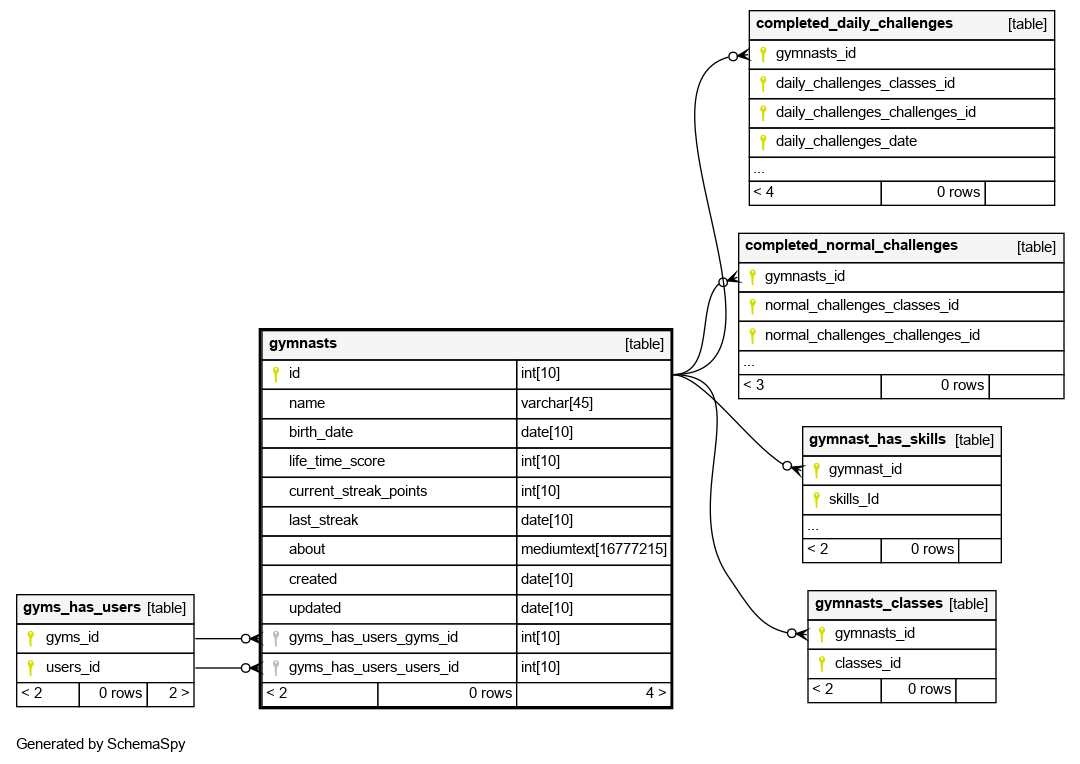 completed_daily_challenges [table]
gymnasts_id
daily_challenges_classes_id
daily_challenges_challenges_id
daily_challenges_date
...
< 4 0 rows
completed_normal_challenges [table]
gymnasts_id
normal_challenges_classes_id
normal_challenges_challenges_id
...
< 3 0 rows
gymnasts [table]
id int[10]
name varchar[45]
birth_date date[10]
life_time_score int[10]
current_streak_points int[10]
last_streak date[10]
about mediumtext[16777215]
created date[10]
updated date[10]
gyms_has_users_gyms_id int[10]
gyms_has_users_users_id int[10]
< 2 0 rows 4 >
gymnast_has_skills [table]
gymnast_id
skills_Id
...
< 2 0 rows
gymnasts_classes [table]
gymnasts_id
classes_id
< 2 0 rows
gyms_has_users [table]
gyms_id
users_id
< 2 0 rows 2 >
Generated by SchemaSpy